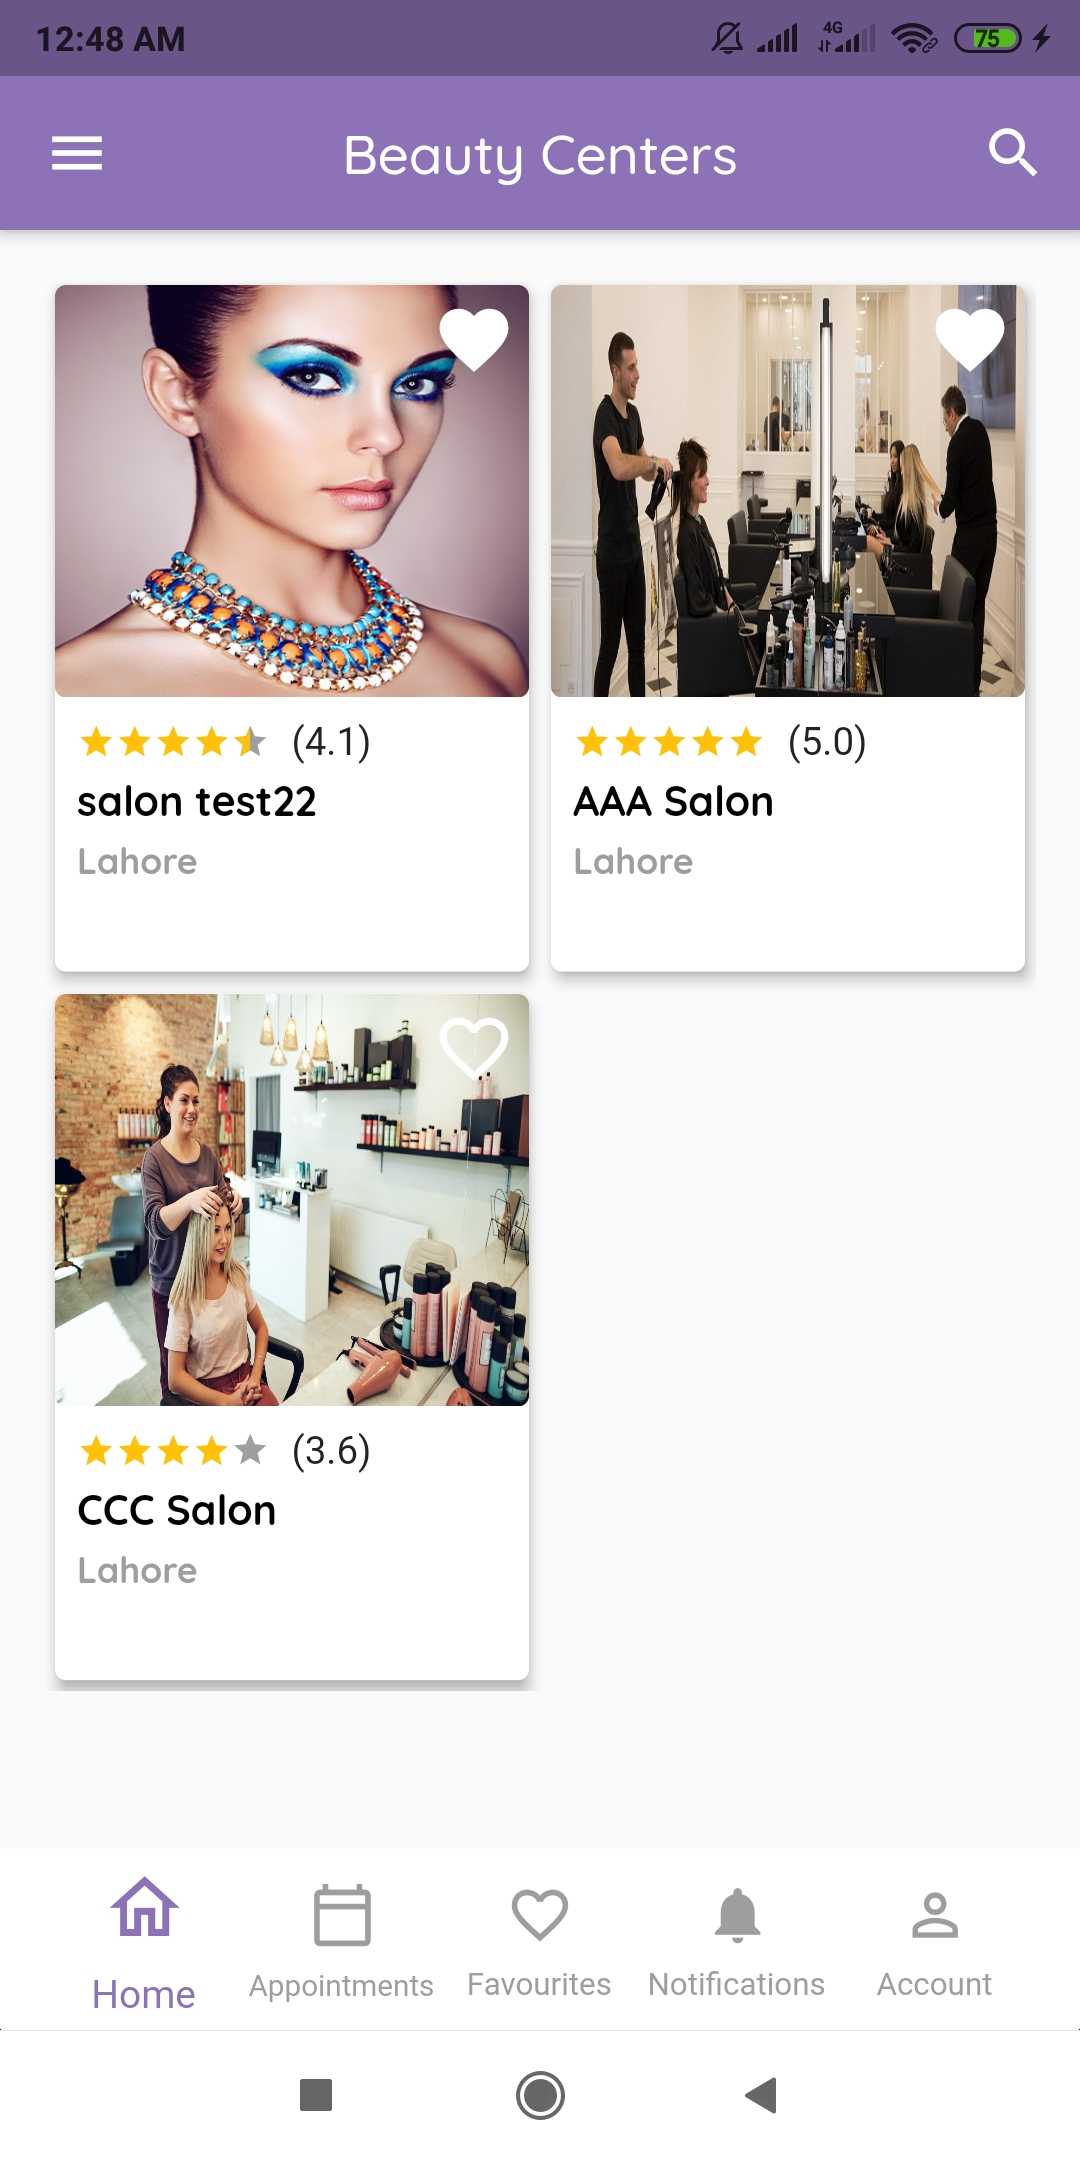 12:48 AM
4G
75
Beauty Centers
(4.1)
salon test22
Lahore
(5.0)
AAA Salon
Lahore
(3.6)
CCC Salon
Lahore
Home
Appointments
Favourites
Notifications
Account